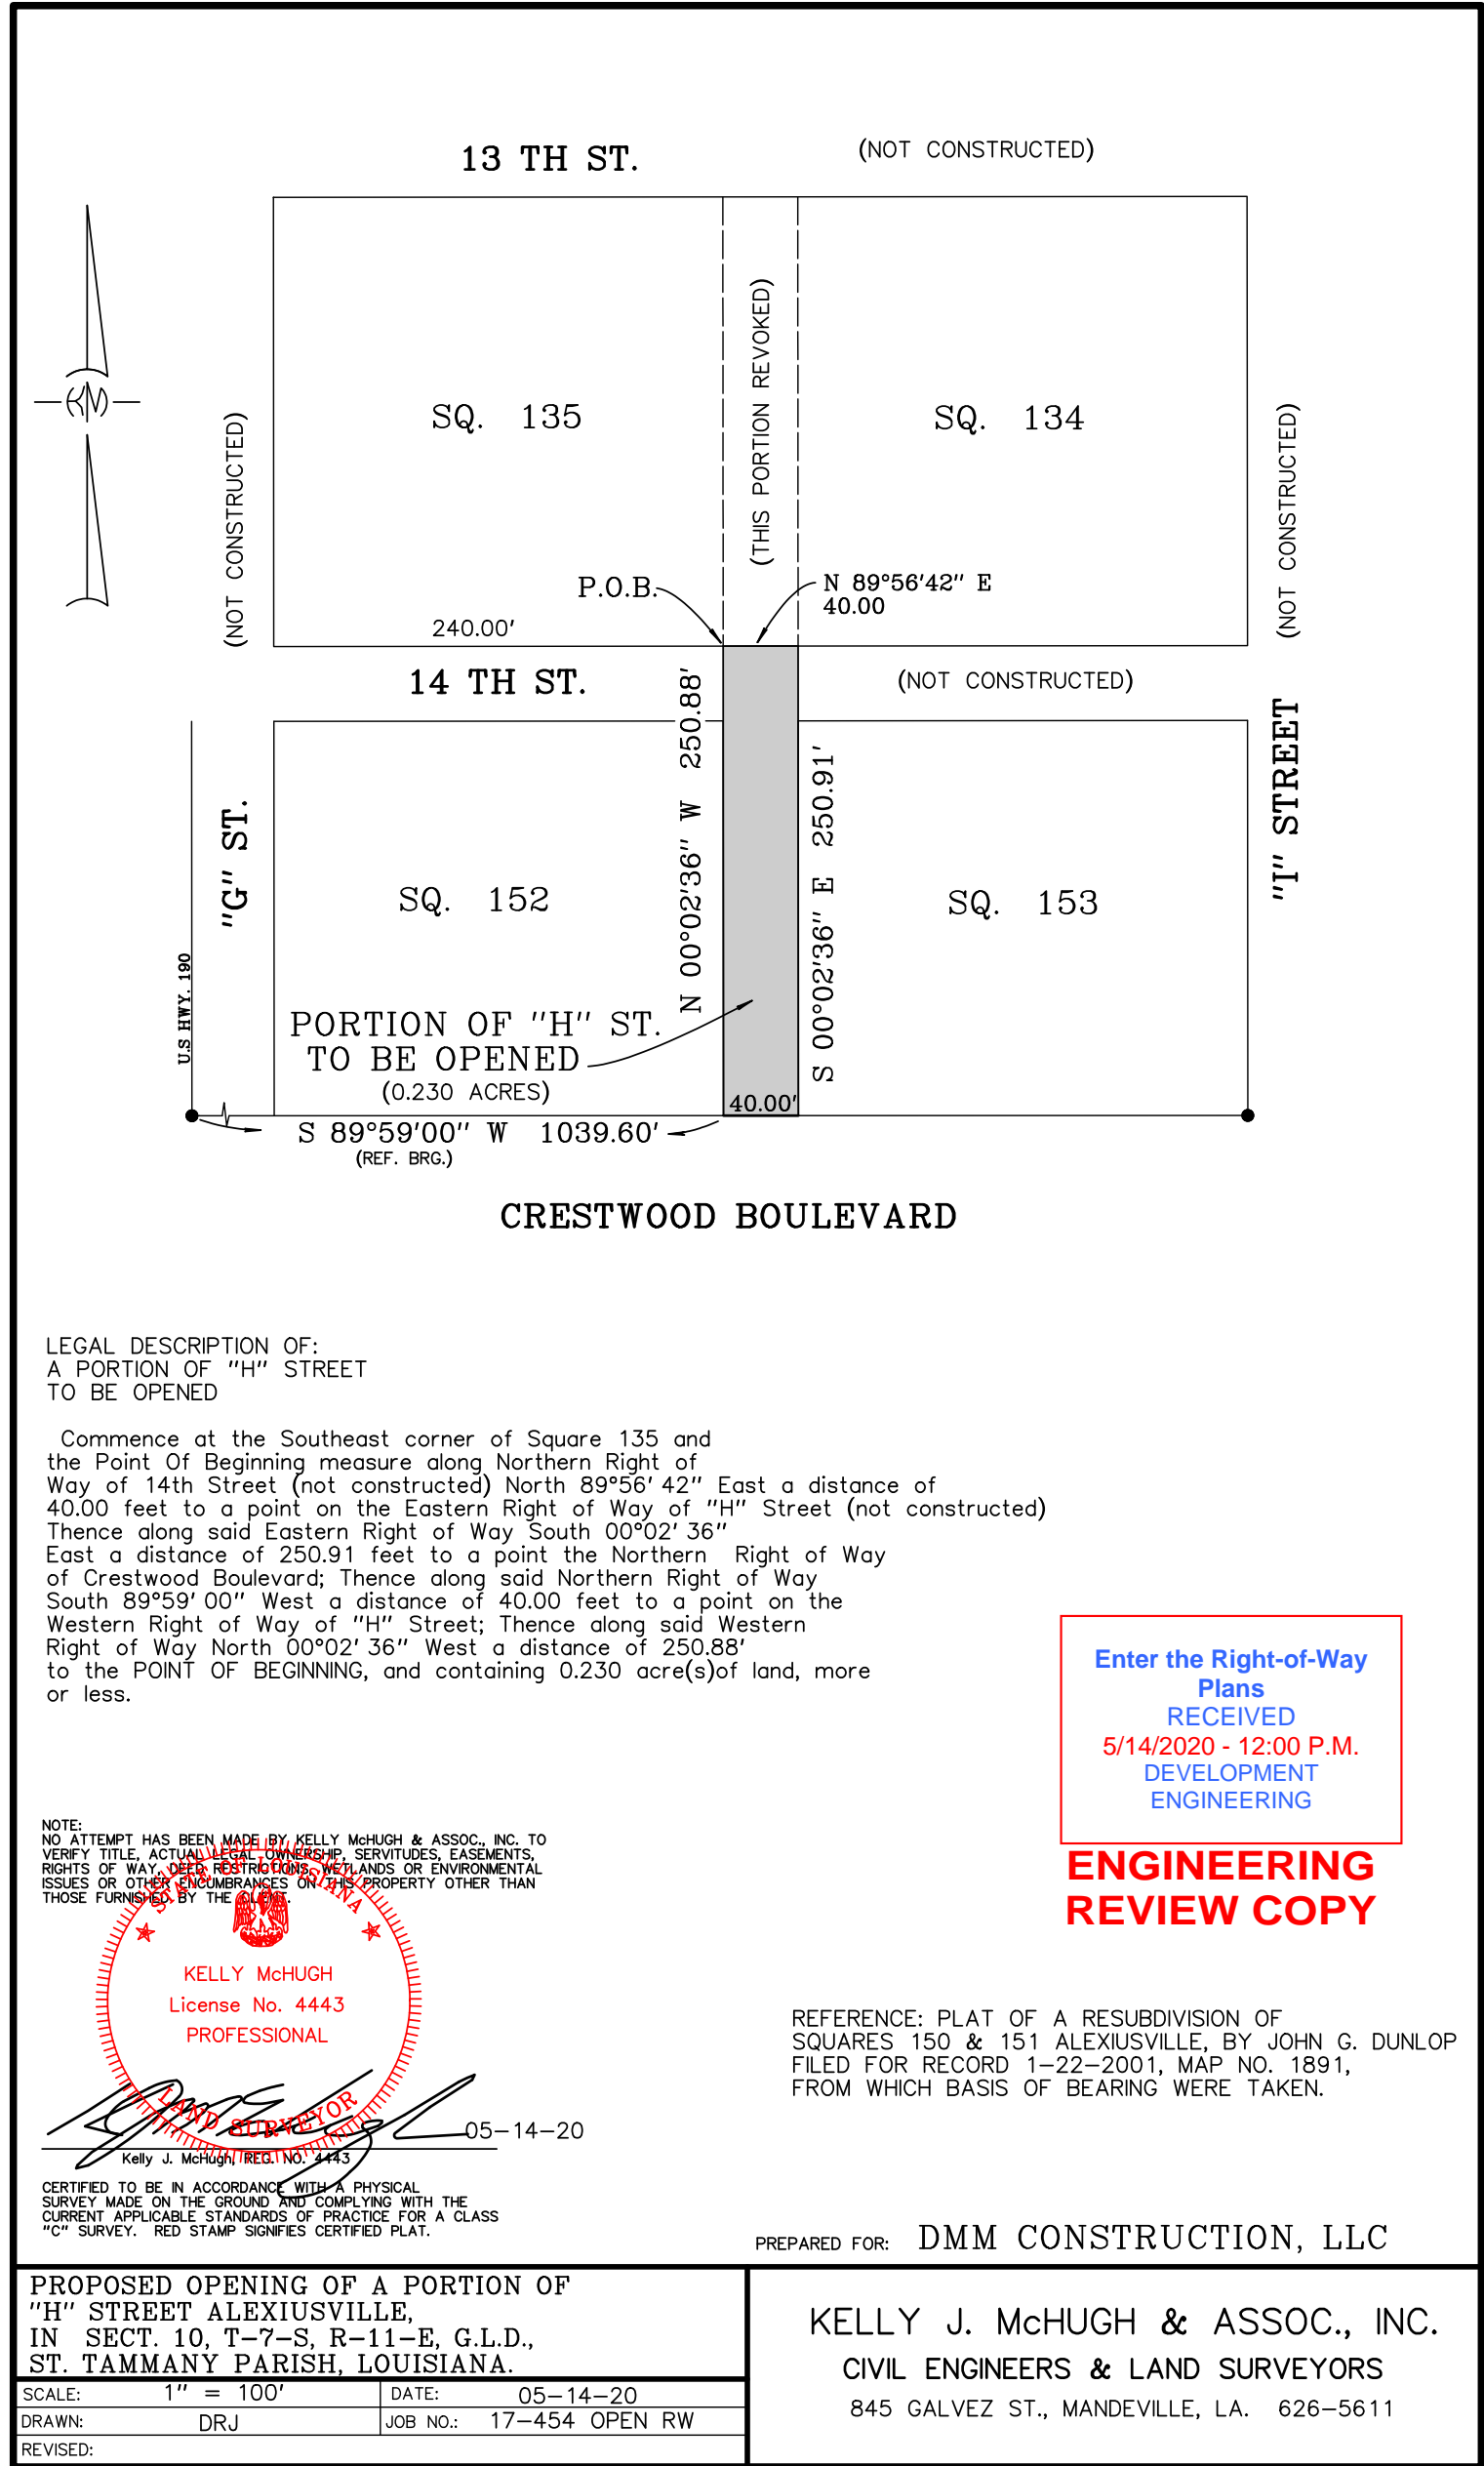 13 TH ST.
(NOT CONSTRUCTED)
(THIS PORTION REVOKED)
SQ. 135
SQ. 134
(NOT CONSTRUCTED)
(NOT CONSTRUCTED)
P.O.B.
N 89°56'42" E
40.00
240.00'
14 TH ST.
(NOT CONSTRUCTED)
N 00°02'36" W 250.88'
S 00°02'36" E 250.91'
"G" ST.
"I" STREET
SQ. 152
SQ. 153
U.S HWY. 190
PORTION OF "H" ST.
TO BE OPENED
(0.230 ACRES)
40.00'
S 89°59'00" W 1039.60'
(REF. BRG.)
CRESTWOOD BOULEVARD
LEGAL DESCRIPTION OF:
A PORTION OF "H" STREET
TO BE OPENED
Commence at the Southeast corner of Square 135 and
the Point Of Beginning measure along Northern Right of
Way of 14th Street (not constructed) North 89°56' 42" East a distance of
40.00 feet to a point on the Eastern Right of Way of "H" Street (not constructed)
Thence along said Eastern Right of Way South 00°02' 36"
East a distance of 250.91 feet to a point the Northern Right of Way
of Crestwood Boulevard; Thence along said Northern Right of Way
South 89°59' 00" West a distance of 40.00 feet to a point on the
Western Right of Way of "H" Street; Thence along said Western
Right of Way North 00°02' 36" West a distance of 250.88'
to the POINT OF BEGINNING, and containing 0.230 acre(s)of land, more
or less.
Enter the Right-of-Way
Plans
RECEIVED
5/14/2020 - 12:00 P.M.
DEVELOPMENT
ENGINEERING
ENGINEERING
REVIEW COPY
NOTE:
NO ATTEMPT HAS BEEN MADE BY KELLY McHUGH & ASSOC., INC. TO
VERIFY TITLE, ACTUAL LEGAL OWNERSHIP, SERVITUDES, EASEMENTS,
RIGHTS OF WAY, DEED RESTRICTIONS, WETLANDS OR ENVIRONMENTAL
ISSUES OR OTHER ENCUMBRANCES ON THIS PROPERTY OTHER THAN
THOSE FURNISHED BY THE CLIENT.
STATE OF LOUISIANA
KELLY McHUGH
License No. 4443
PROFESSIONAL
LAND SURVEYOR
05-14-20
Kelly J. McHugh, REG. NO. 4443
CERTIFIED TO BE IN ACCORDANCE WITH A PHYSICAL
SURVEY MADE ON THE GROUND AND COMPLYING WITH THE
CURRENT APPLICABLE STANDARDS OF PRACTICE FOR A CLASS
"C" SURVEY. RED STAMP SIGNIFIES CERTIFIED PLAT.
REFERENCE: PLAT OF A RESUBDIVISION OF
SQUARES 150 & 151 ALEXIUSVILLE, BY JOHN G. DUNLOP
FILED FOR RECORD 1-22-2001, MAP NO. 1891,
FROM WHICH BASIS OF BEARING WERE TAKEN.
PREPARED FOR: DMM CONSTRUCTION, LLC
PROPOSED OPENING OF A PORTION OF
"H" STREET ALEXIUSVILLE,
IN SECT. 10, T-7-S, R-11-E, G.L.D.,
ST. TAMMANY PARISH, LOUISIANA.
SCALE: 1" = 100'
DATE: 05-14-20
DRAWN: DRJ
JOB NO.: 17-454 OPEN RW
REVISED:
KELLY J. McHUGH & ASSOC., INC.
CIVIL ENGINEERS & LAND SURVEYORS
845 GALVEZ ST., MANDEVILLE, LA. 626-5611